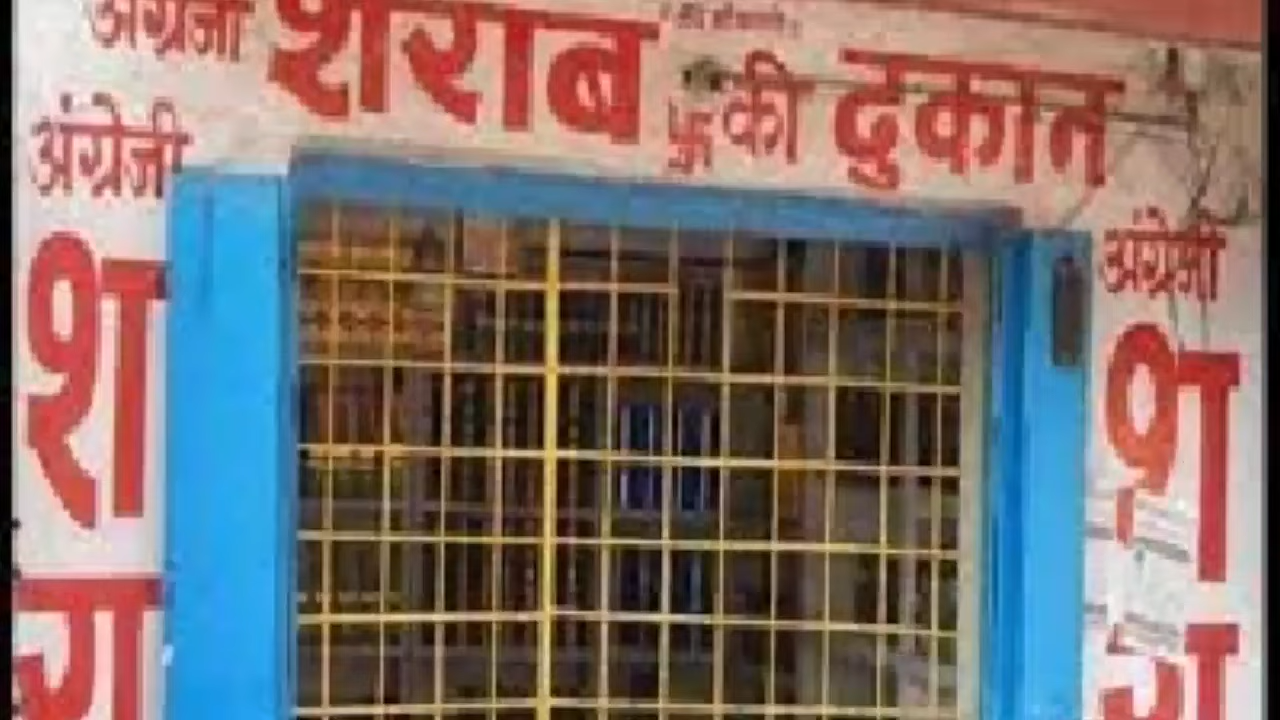 अंग्रेजी शराब की दुकान
अंग्रेजी
श
रा
अंग्रेजी
श
रा